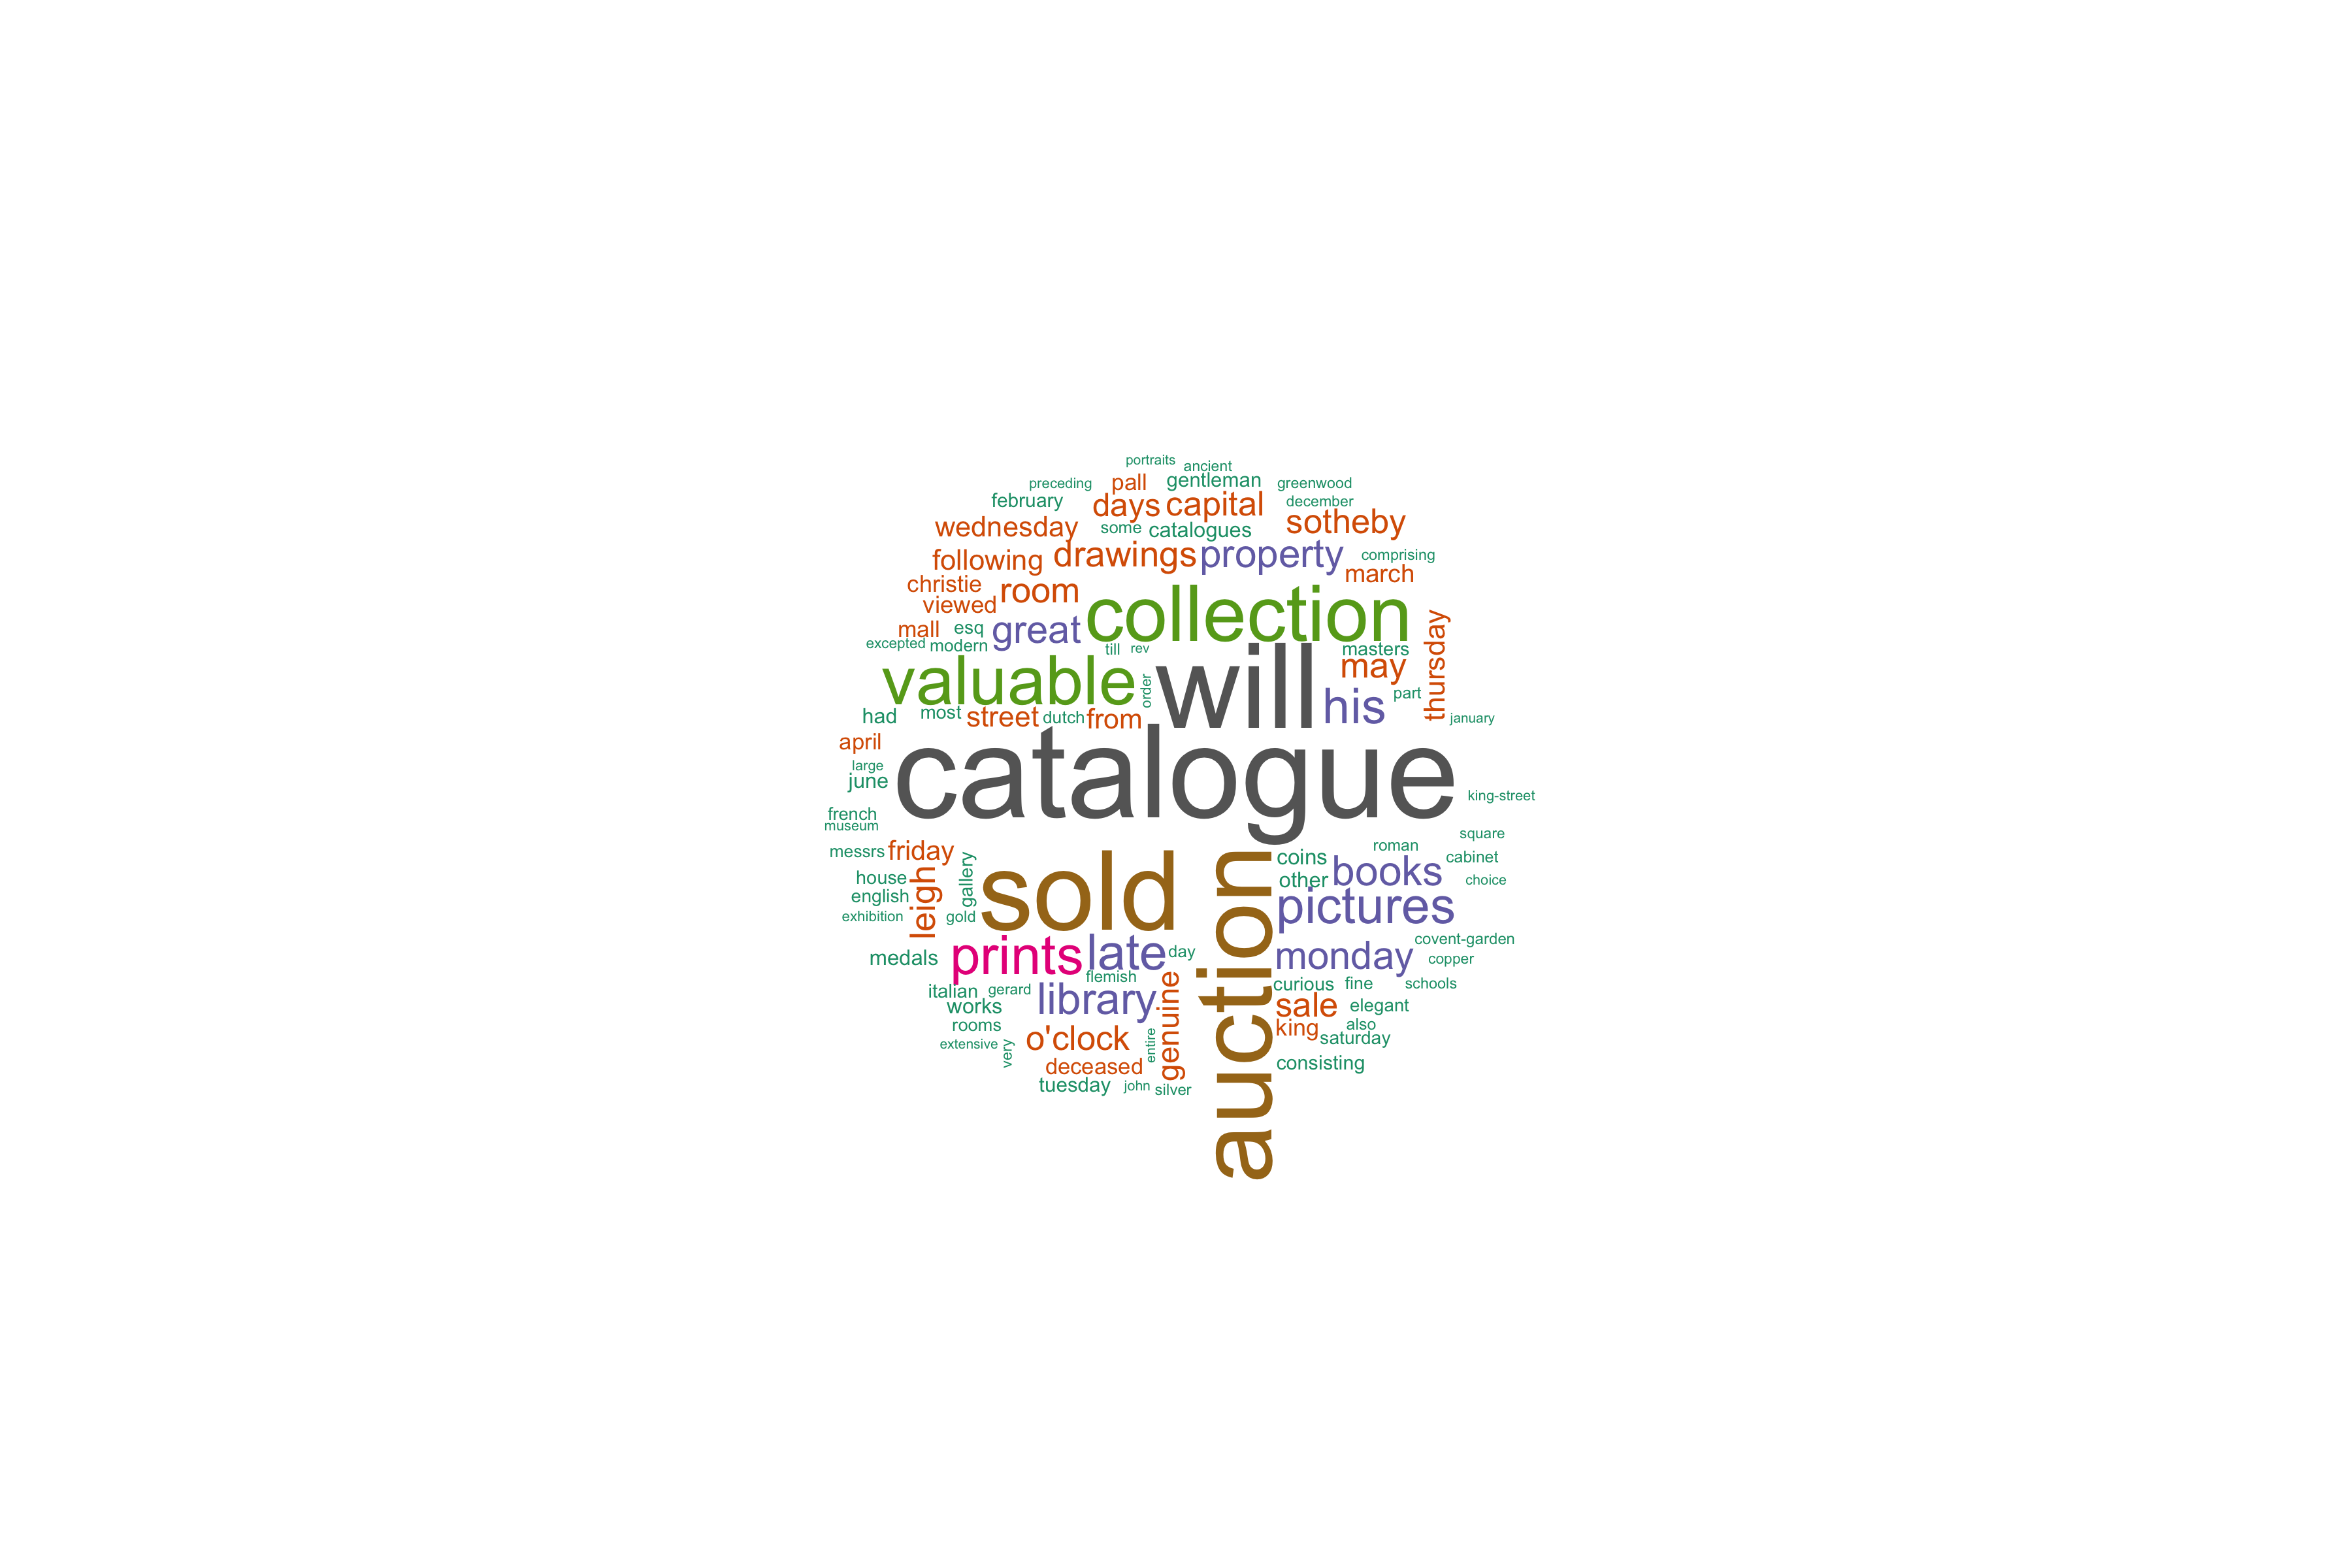 portraits
ancient
preceding
pall
gentleman
greenwood
february
days
capital
december
wednesday
some
catalogues
sotheby
following
drawings
property
comprising
christie
room
march
viewed
collection
mall
esq
great
thursday
excepted
modern
till
rev
masters
valuable
order
will
may
his
part
had
most
street
dutch
from
january
april
catalogue
large
june
king-street
french
museum
square
messrs
friday
roman
coins
cabinet
house
leigh
gallery
sold
auction
other
books
choice
english
exhibition
gold
pictures
prints
late
day
monday
covent-garden
medals
copper
flemish
italian
gerard
library
genuine
curious
fine
schools
works
sale
elegant
rooms
o'clock
king
also
extensive
very
entire
saturday
deceased
consisting
tuesday
john
silver